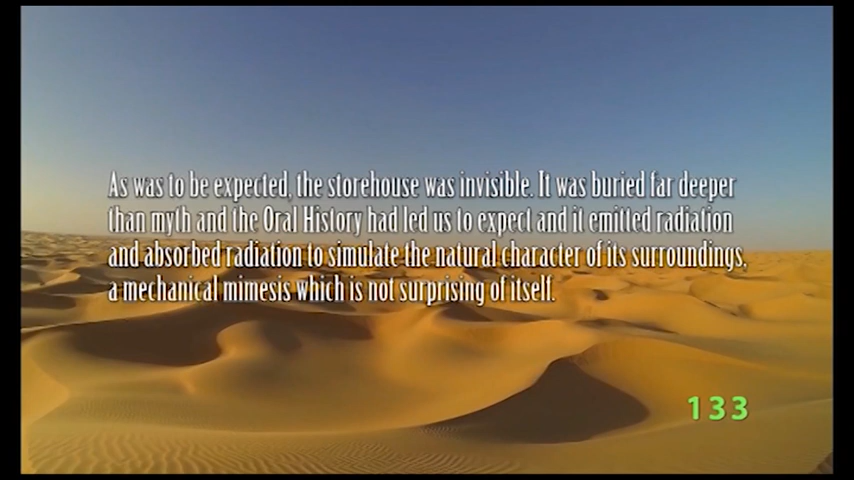 As was to be expected, the storehouse was invisible. It was buried far deeper
than myth and the Oral History had led us to expect and it emitted radiation
and absorbed radiation to simulate the natural character of its surroundings,
a mechanical mimesis which is not surprising of itself.
133